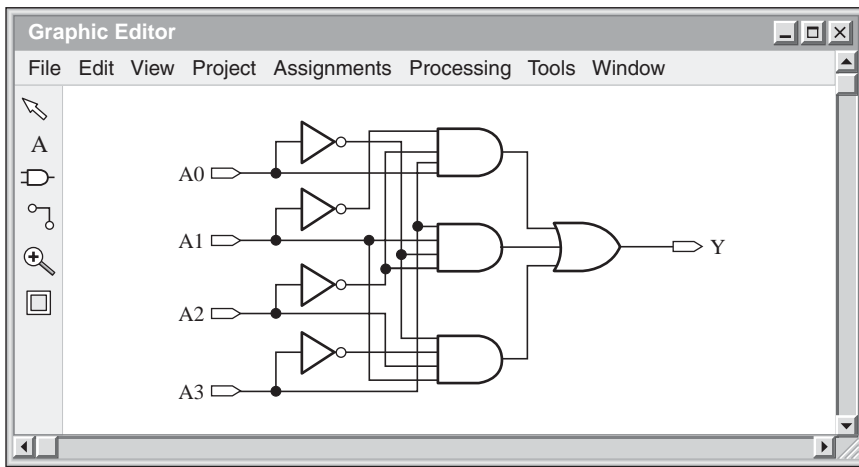 Graphic Editor
File Edit View Project Assignments Processing Tools Window
A
A0
A1
Y
A2
A3